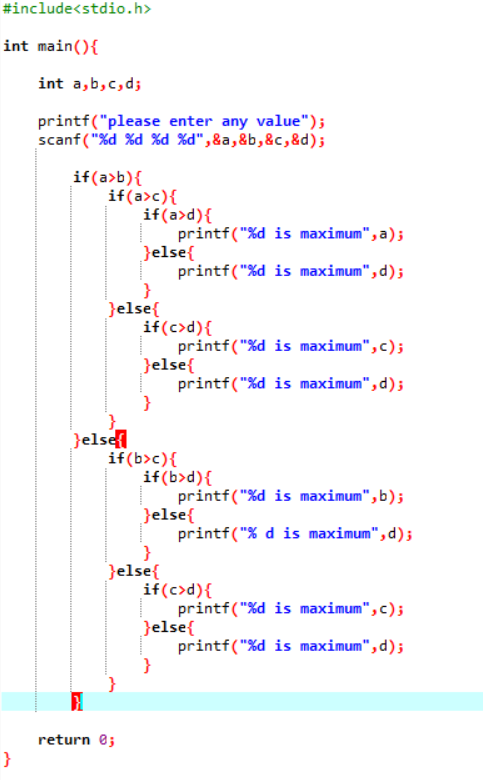 #include<stdio.h>
int main(){
int a,b,c,d;
printf("please enter any value");
scanf("%d %d %d %d",&a,&b,&c,&d);
if(a>b){
if(a>c){
if(a>d){
printf("%d is maximum",a);
}else{
printf("%d is maximum",d);
}
}else{
if(c>d){
printf("%d is maximum",c);
}else{
printf("%d is maximum",d);
}
}
}else{
if(b>c){
if(b>d){
printf("%d is maximum",b);
}else{
printf("% d is maximum",d);
}
}else{
if(c>d){
printf("%d is maximum",c);
}else{
printf("%d is maximum",d);
}
}
}
return 0;
}